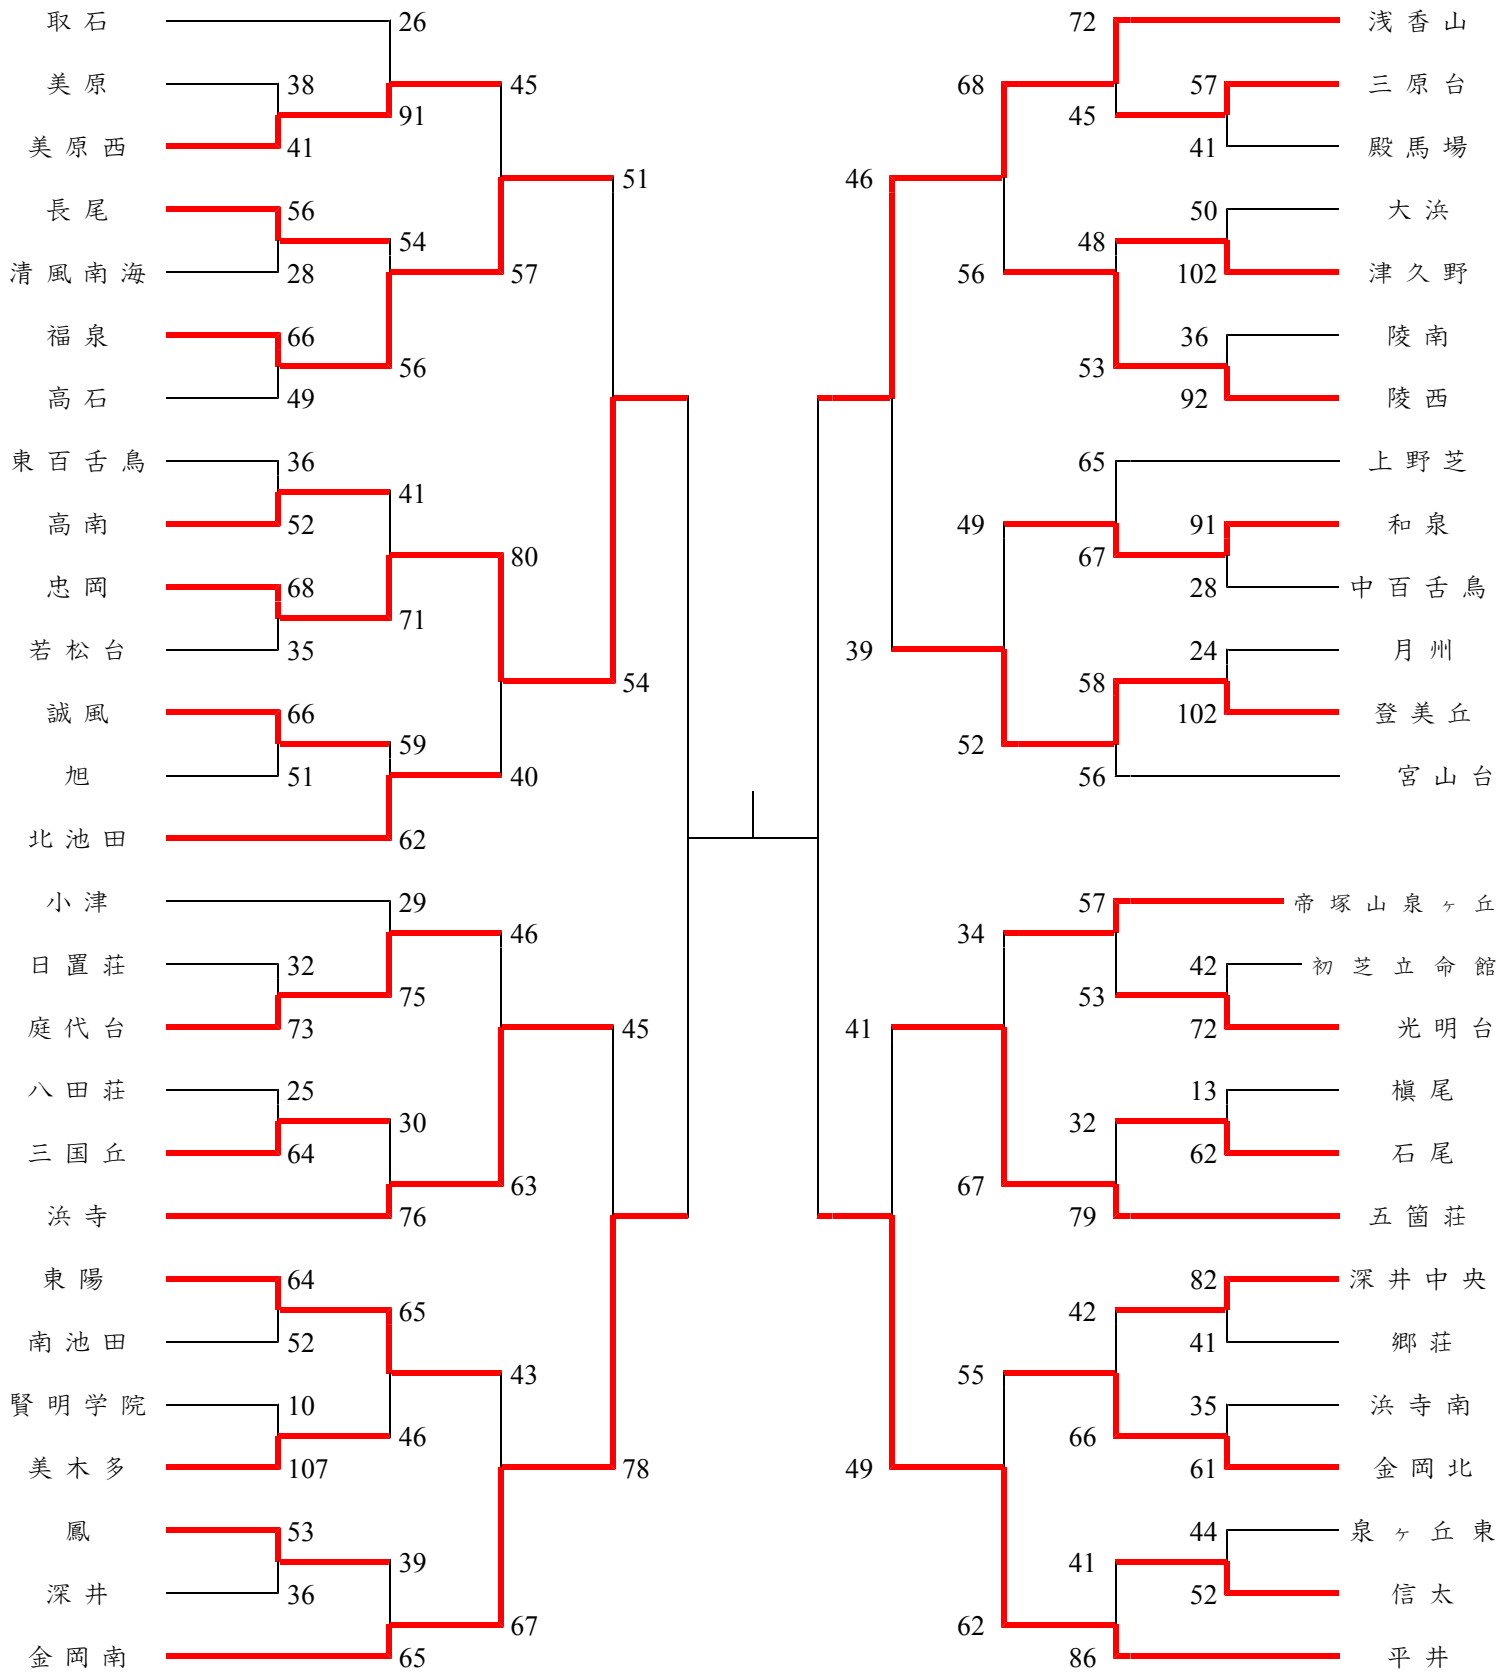 取石 26 72 浅香山
美原 38 45 68 57 三原台
91 45
美原西 41 41 殿馬場
51 46
長尾 56 50 大浜
54 48
清風南海 28 57 56 102 津久野
福泉 66 36 陵南
56 53
高石 49 92 陵西
東百舌鳥 36 65 上野芝
41
高南 52 49 91 和泉
80 67
忠岡 68 28 中百舌鳥
71
若松台 35 39 24 月州
54 58
誠風 66 102 登美丘
59 52
旭 51 40 56 宮山台
北池田 62
小津 29 57 帝塚山泉ヶ丘
46 34
日置荘 32 42 初芝立命館
75 53
庭代台 73 45 41 72 光明台
八田荘 25 13 槇尾
30 32
三国丘 64 62 石尾
63 67
浜寺 76 79 五箇荘
東陽 64 82 深井中央
65 42
南池田 52 41 郷荘
43 55
賢明学院 10 35 浜寺南
46 66
美木多 107 78 49 61 金岡北
鳳 53 44 泉ヶ丘東
39 41
深井 36 52 信太
67 62
金岡南 65 86 平井